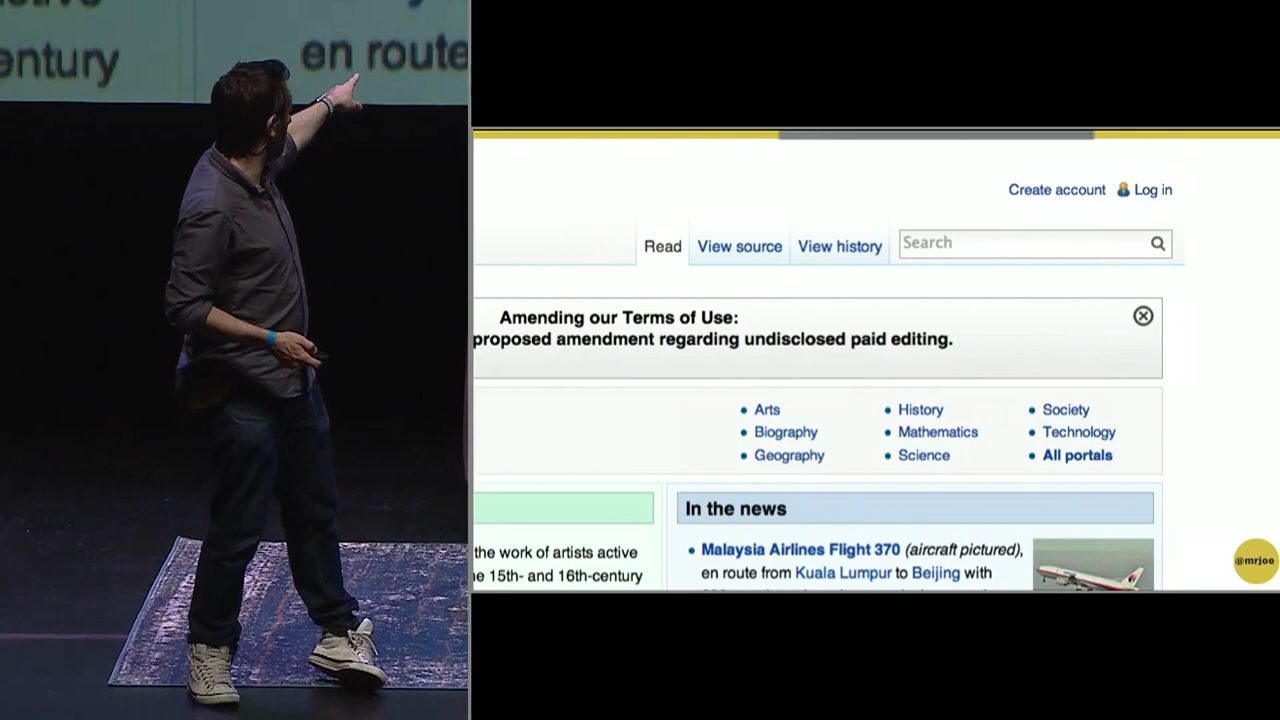 entury
en route
Create account Log in
Read View source View history Search
Amending our Terms of Use:
proposed amendment regarding undisclosed paid editing.
Arts History Society
Biography Mathematics Technology
Geography Science All portals
In the news
the work of artists active
15th- and 16th-century
Malaysia Airlines Flight 370 (aircraft pictured),
en route from Kuala Lumpur to Beijing with
@mrjoe